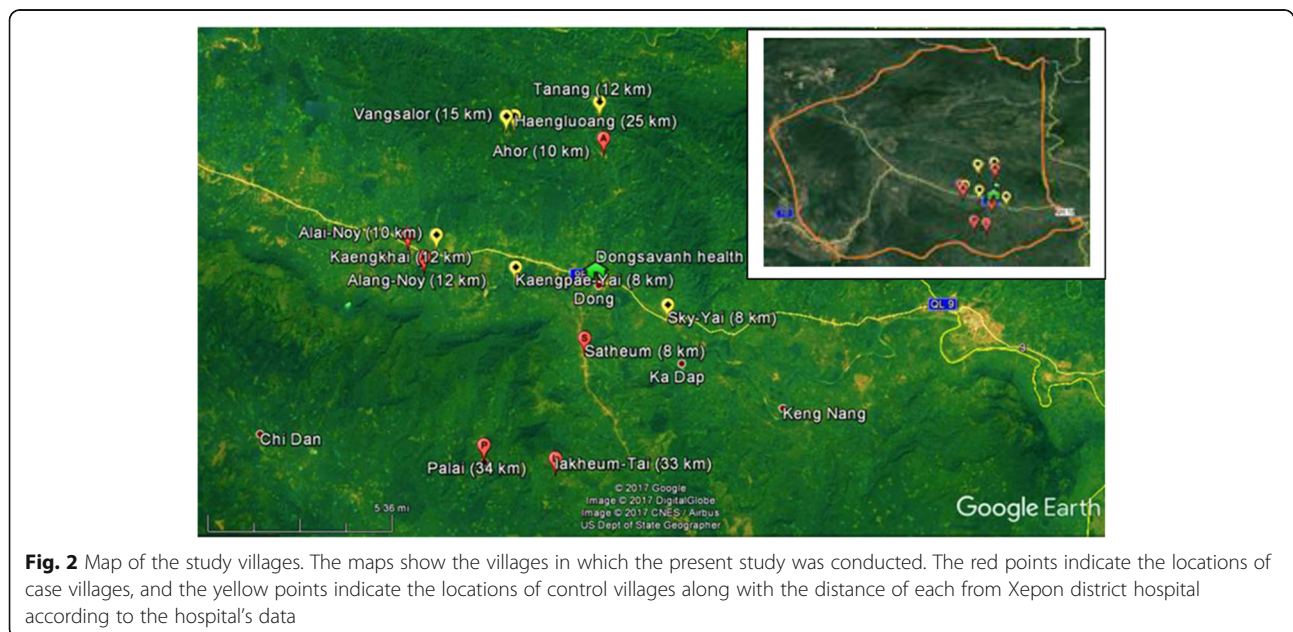 Tanang (12 km)
Vangsalor (15 km)
Haengluoang (25 km)
Ahor (10 km)
Alai-Noy (10 km)
Kaengkhai (12 km)
Alang-Noy (12 km)
Dongsavanh health
Kaengpae-Yai (8 km)
Dong
Sky-Yai (8 km)
QL 9
Satheum (8 km)
Ka Dap
Keng Nang
Chi Dan
Palai (34 km)
Takheum-Tai (33 km)
5.36 mi
© 2017 Google
Image © 2017 DigitalGlobe
Image © 2017 CNES / Airbus
US Dept of State Geographer
Google Earth
Fig. 2 Map of the study villages. The maps show the villages in which the present study was conducted. The red points indicate the locations of
case villages, and the yellow points indicate the locations of control villages along with the distance of each from Xepon district hospital
according to the hospital's data